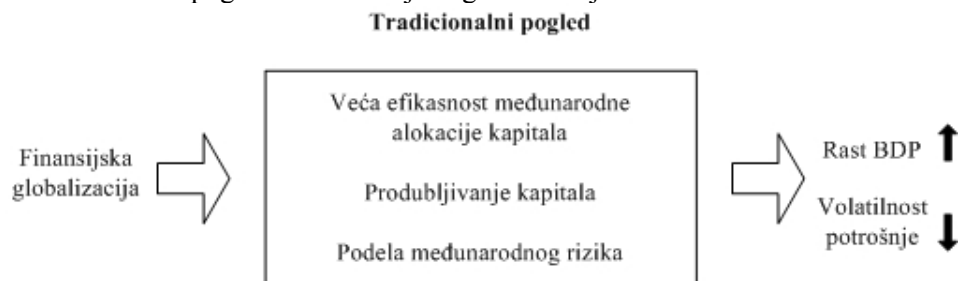 Tradicionalni pogled
Finansijska
globalizacija
Veća efikasnost međunarodne
alokacije kapitala
Produbljivanje kapitala
Podela međunarodnog rizika
Rast BDP
Volatilnost
potrošnje